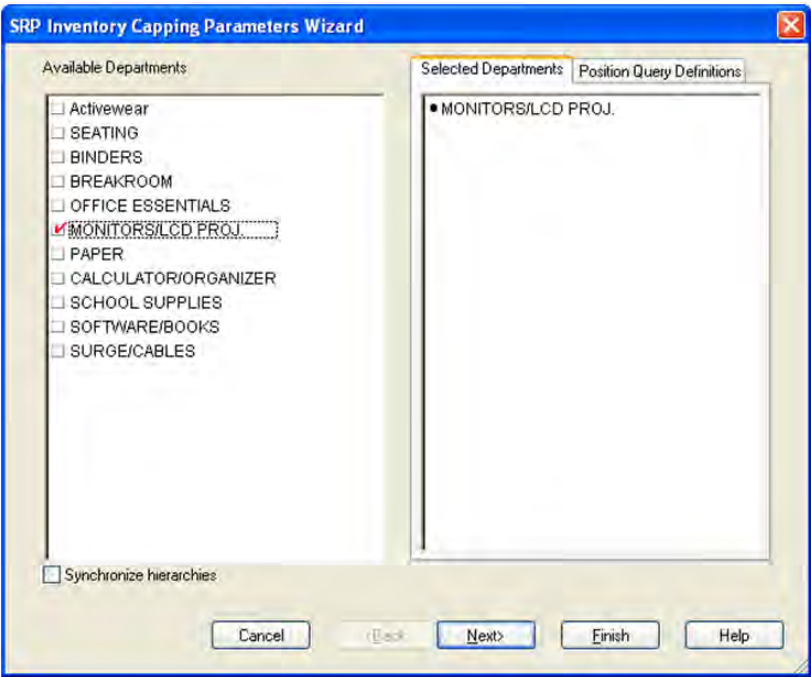 SRP Inventory Capping Parameters Wizard
Available Departments
Activewear
SEATING
BINDERS
BREAKROOM
OFFICE ESSENTIALS
MONITORS/LCD PROJ.
PAPER
CALCULATOR/ORGANIZER
SCHOOL SUPPLIES
SOFTWARE/BOOKS
SURGE/CABLES
Synchronize hierarchies
Selected Departments Position Query Definitions
• MONITORS/LCD PROJ.
Cancel <Back Next> Finish Help